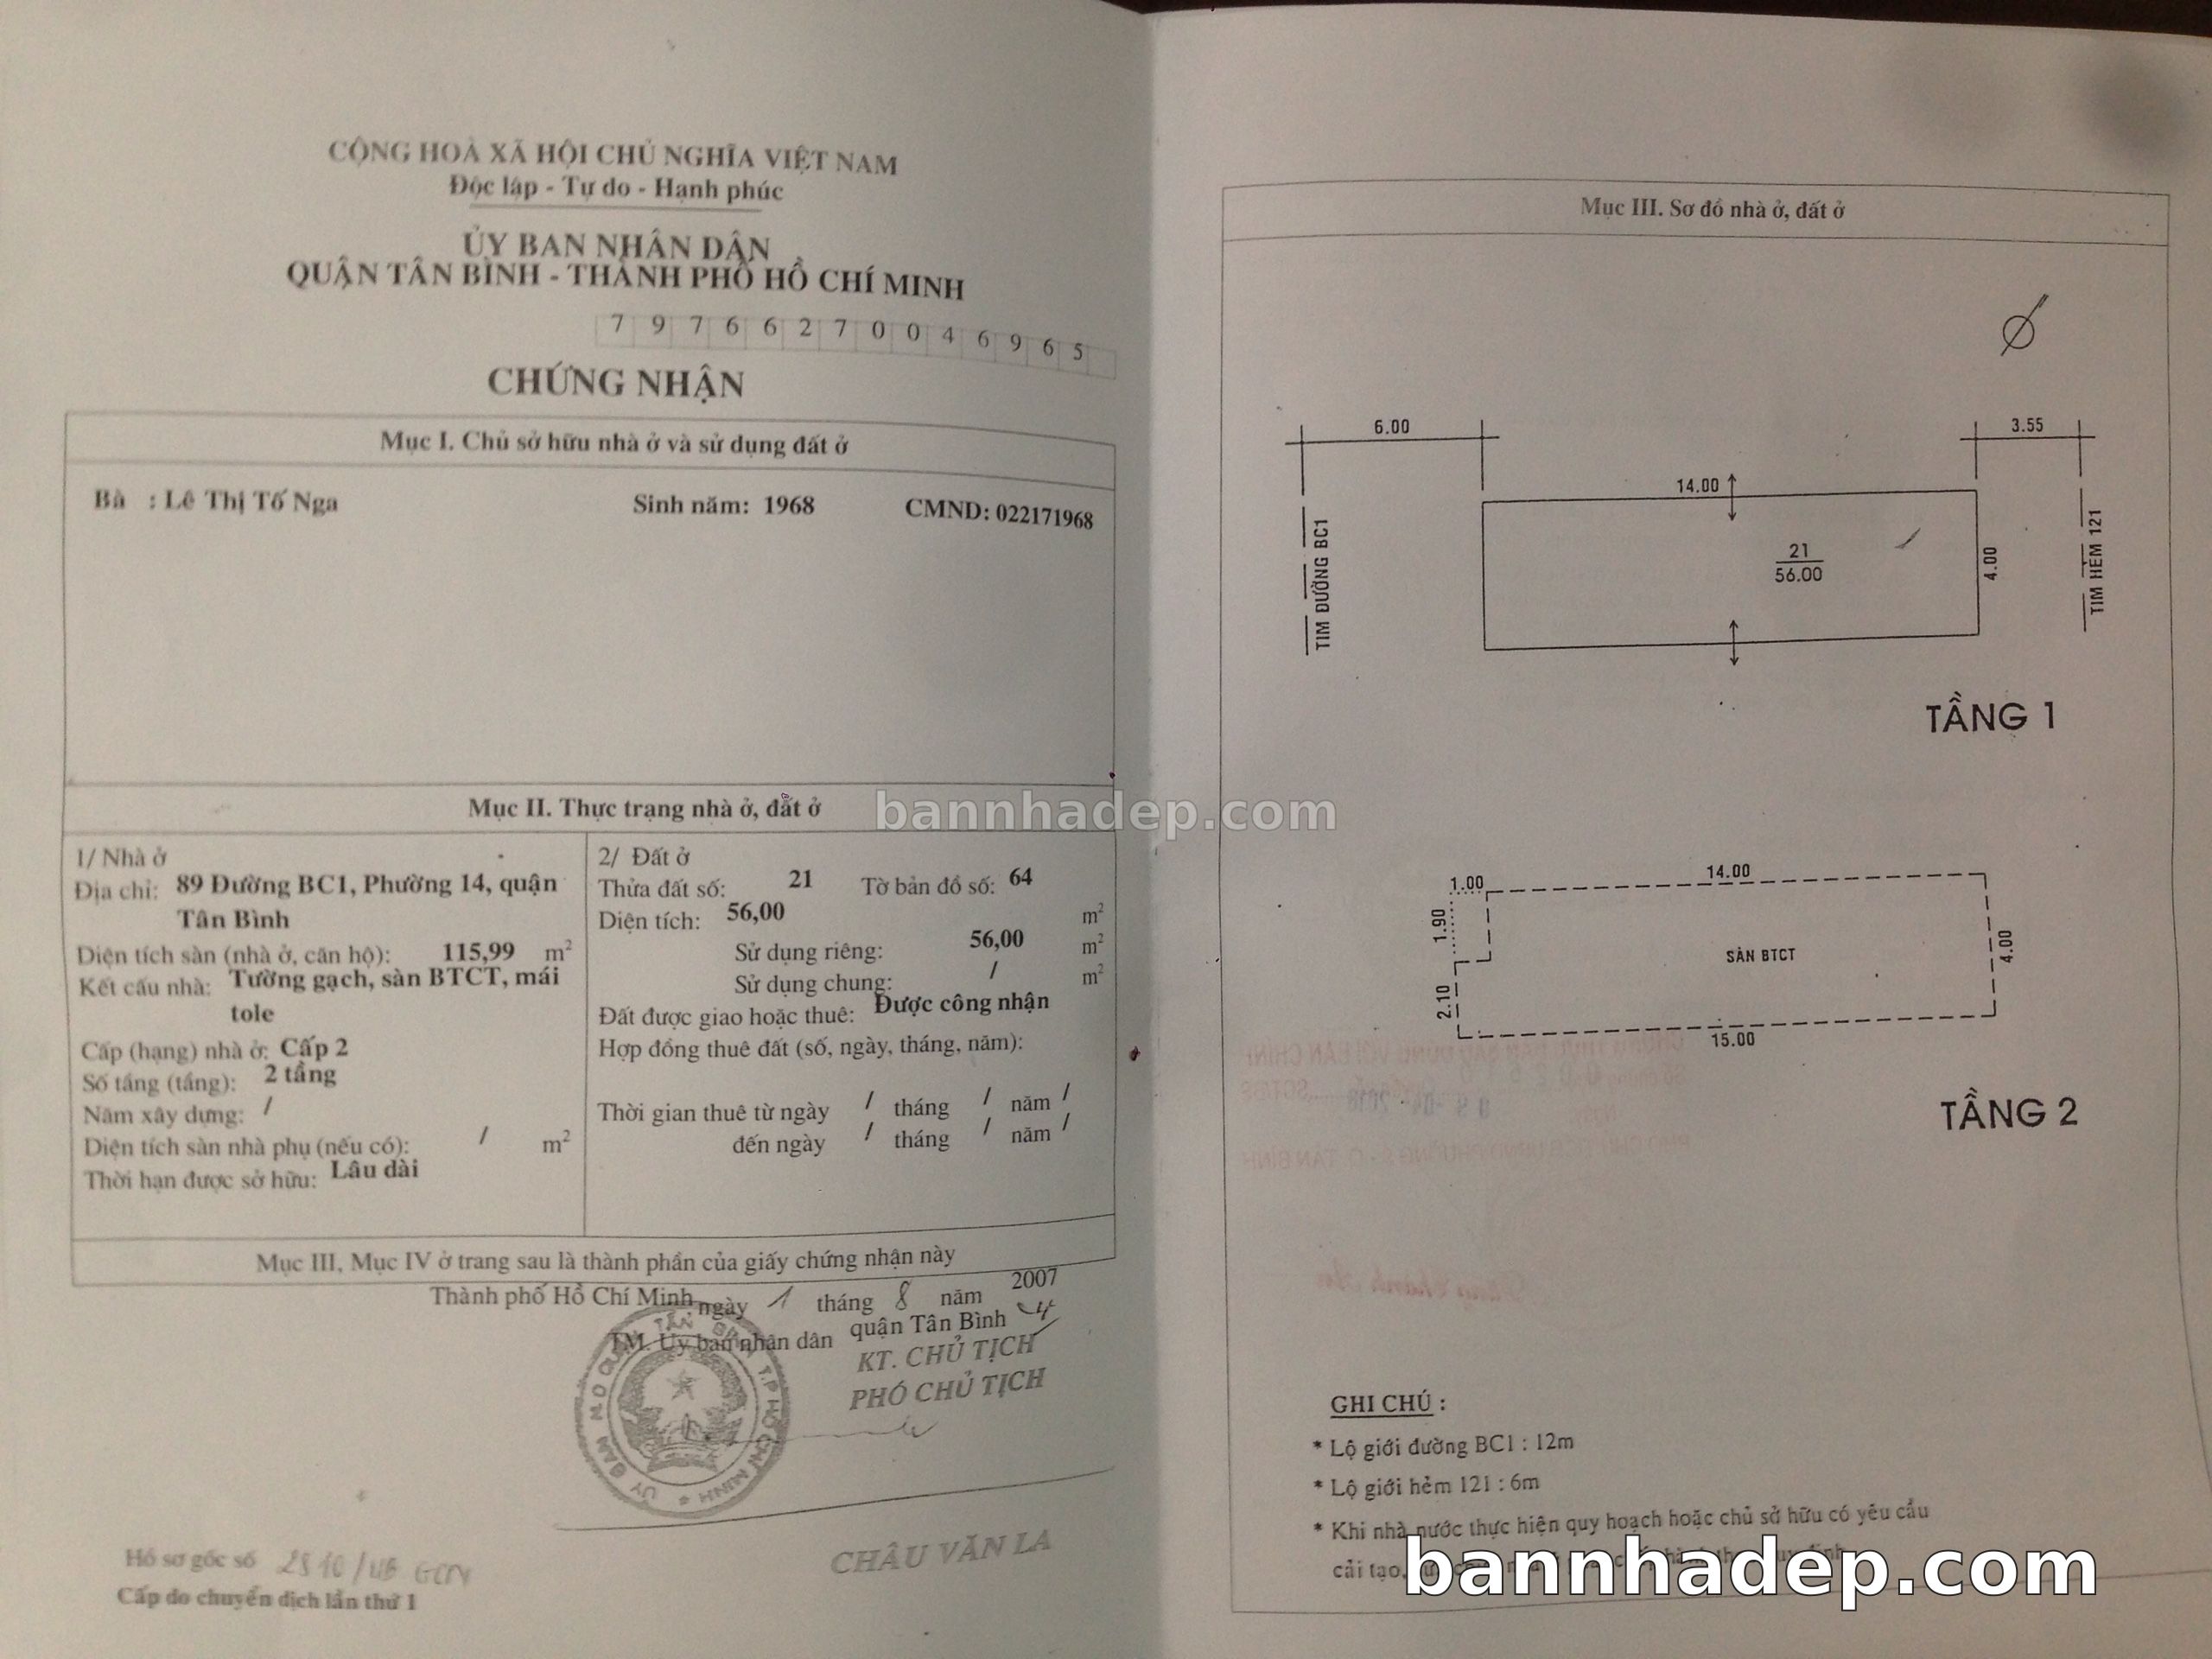 CỘNG HOÀ XÃ HỘI CHỦ NGHĨA VIỆT NAM
Độc lập - Tự do - Hạnh phúc
ỦY BAN NHÂN DÂN
QUẬN TÂN BÌNH - THÀNH PHỐ HỒ CHÍ MINH
7 9 7 6 6 2 7 0 0 4 6 9 6 5
CHỨNG NHẬN
Mục I. Chủ sở hữu nhà ở và sử dụng đất ở
Bà : Lê Thị Tố Nga Sinh năm: 1968 CMND: 022171968
Mục II. Thực trạng nhà ở, đất ở
1/ Nhà ở
Địa chỉ: 89 Đường BC1, Phường 14, quận
Tân Bình
Diện tích sàn (nhà ở, căn hộ): 115,99 m²
Kết cấu nhà: Tường gạch, sàn BTCT, mái
tole
Cấp (hạng) nhà ở: Cấp 2
Số tầng (tầng): 2 tầng
Năm xây dựng: /
Diện tích sàn nhà phụ (nếu có): / m²
Thời hạn được sở hữu: Lâu dài
2/ Đất ở
Thửa đất số: 21 Tờ bản đồ số: 64
Diện tích: 56,00 m²
Sử dụng riêng: 56,00 m²
Sử dụng chung: / m²
Đất được giao hoặc thuê: Được công nhận
Hợp đồng thuê đất (số, ngày, tháng, năm):
Thời gian thuê từ ngày / tháng / năm /
đến ngày / tháng / năm /
Mục III, Mục IV ở trang sau là thành phần của giấy chứng nhận này
Thành phố Hồ Chí Minh ngày 1 tháng 8 năm 2007
TM. Uỷ ban nhân dân quận Tân Bình
KT. CHỦ TỊCH
PHÓ CHỦ TỊCH
CHÂU VĂN LA
Hồ sơ gốc số
Cấp do chuyển dịch lần thứ 1
Mục III. Sơ đồ nhà ở, đất ở
6.00
3.55
14.00
TIM ĐƯỜNG BC1
21
56.00
4.00
TIM HẺM 121
TẦNG 1
1.00
14.00
1.90
SÀN BTCT
4.00
2.10
15.00
TẦNG 2
GHI CHÚ :
* Lộ giới đường BC1 : 12m
* Lộ giới hẻm 121 : 6m
* Khi nhà nước thực hiện quy hoạch hoặc chủ sở hữu có yêu cầu
cải tạo,
bannhadep.com
bannhadep.com